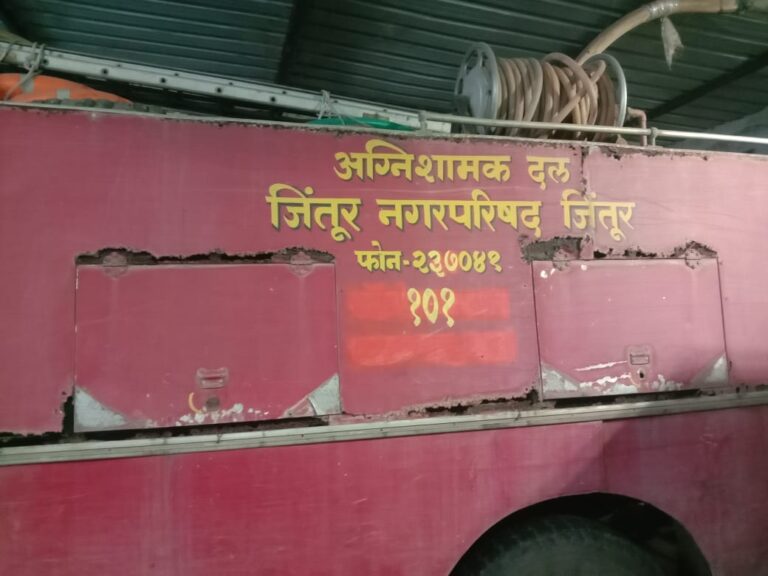 अग्निशामक दल
जिंतूर नगरपरिषद जिंतूर
फोन-२३७०४१
१०१